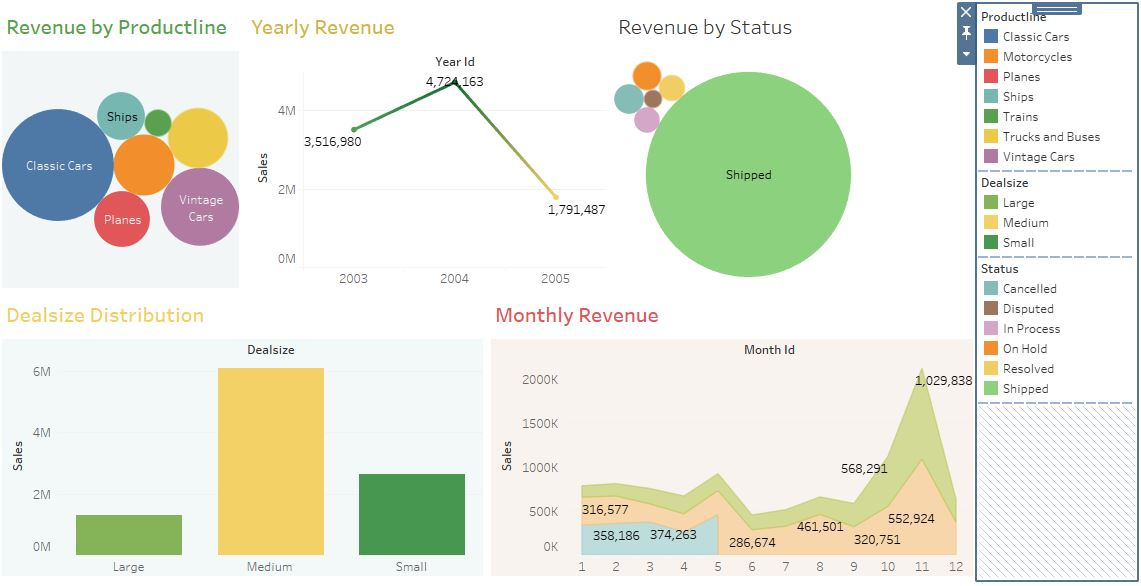 Revenue by Productline
Classic Cars
Ships
Planes
Vintage
Cars
Yearly Revenue
Year Id
4,724,163
3,516,980
1,791,487
4M
2M
0M
Sales
2003
2004
2005
Revenue by Status
Shipped
Dealsize Distribution
Dealsize
6M
4M
2M
0M
Sales
Large
Medium
Small
Monthly Revenue
Month Id
2000K
1500K
1000K
500K
0K
Sales
316,577
358,186
374,263
286,674
461,501
320,751
568,291
552,924
1,029,838
1
2
3
4
5
6
7
8
9
10
11
12
Productline
Classic Cars
Motorcycles
Planes
Ships
Trains
Trucks and Buses
Vintage Cars
Dealsize
Large
Medium
Small
Status
Cancelled
Disputed
In Process
On Hold
Resolved
Shipped